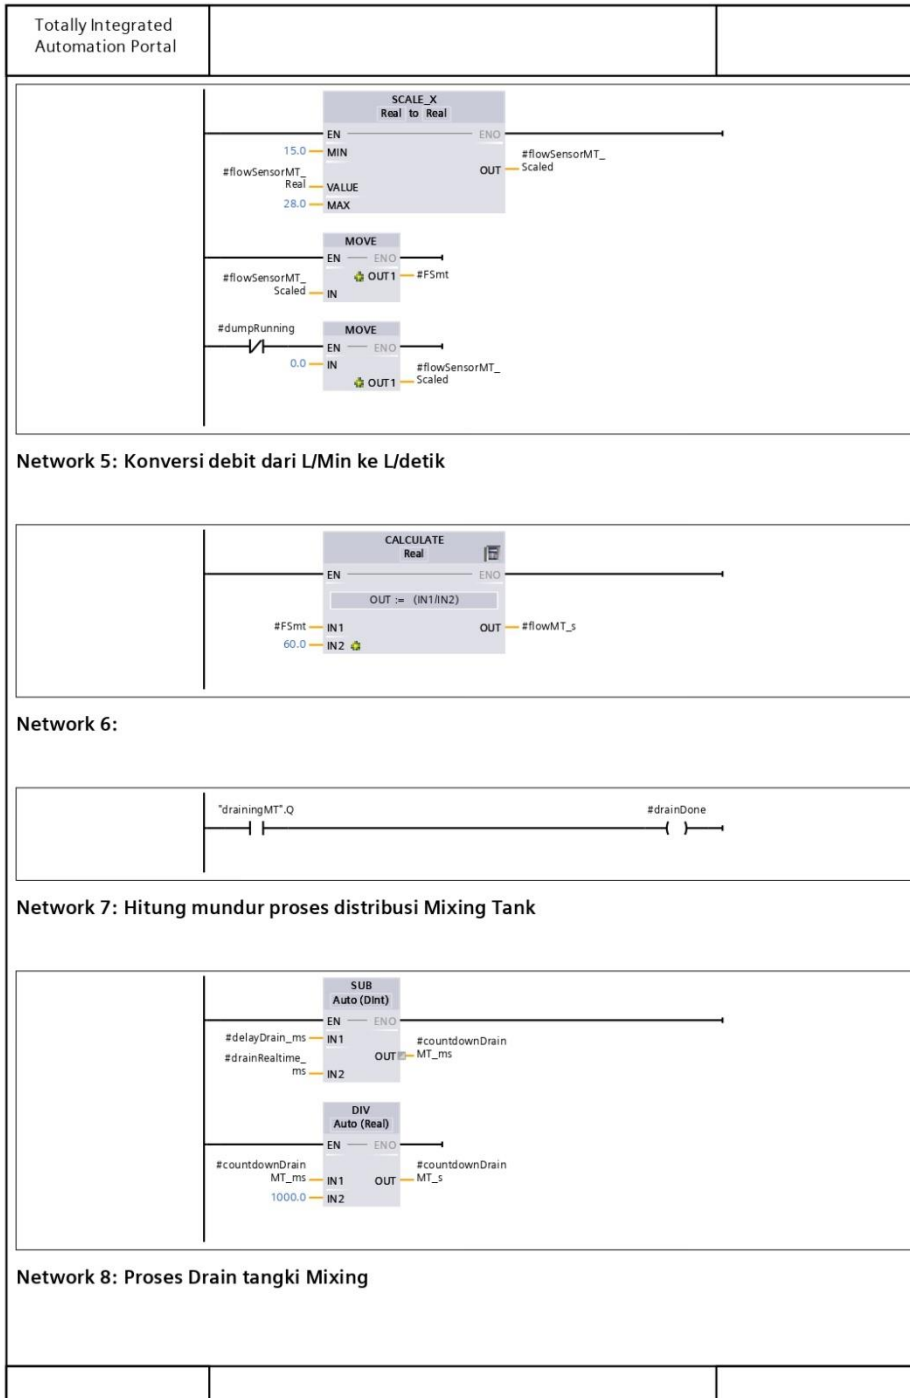 Totally Integrated
Automation Portal
SCALE_X
Real to Real
EN
ENO
15.0
MIN
#flowSensorMT_
Real
VALUE
28.0
MAX
OUT
#flowSensorMT_
Scaled
MOVE
EN
ENO
OUT1
#FSmt
#flowSensorMT_
Scaled
IN
#dumpRunning
MOVE
EN
ENO
0.0
IN
OUT1
#flowSensorMT_
Scaled
Network 5: Konversi debit dari L/Min ke L/detik
CALCULATE
Real
EN
ENO
OUT := (IN1/IN2)
#FSmt
IN1
OUT
#flowMT_s
60.0
IN2
Network 6:
"drainingMT".Q
#drainDone
Network 7: Hitung mundur proses distribusi Mixing Tank
SUB
Auto (DInt)
EN
ENO
#delayDrain_ms
IN1
#drainRealtime_
ms
IN2
OUT
#countdownDrain
MT_ms
DIV
Auto (Real)
EN
ENO
#countdownDrain
MT_ms
IN1
1000.0
IN2
OUT
#countdownDrain
MT_s
Network 8: Proses Drain tangki Mixing